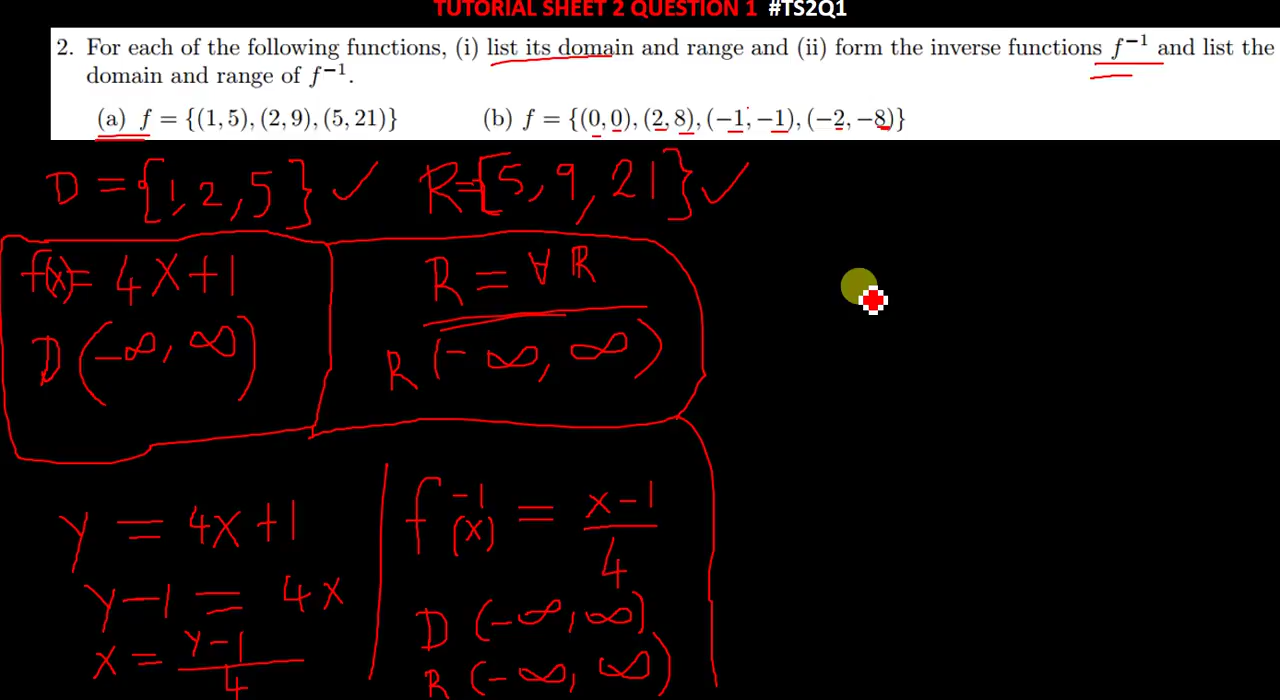 TUTORIAL SHEET 2 QUESTION 1 #TS2Q1
2. For each of the following functions, (i) list its domain and range and (ii) form the inverse functions f⁻¹ and list the
domain and range of f⁻¹.
(a) f = {(1, 5), (2, 9), (5, 21)} (b) f = {(0, 0), (2, 8), (−1, −1), (−2, −8)}
D = {1, 2, 5} ✓ R = {5, 9, 21} ✓
f(x) = 4x+1
D (-∞, ∞)
R = ∀ ℝ
R (-∞, ∞)
y = 4x+1
y-1 = 4x
x = y-1/4
f⁻¹(x) = x-1/4
D (-∞, ∞)
R (-∞, ∞)